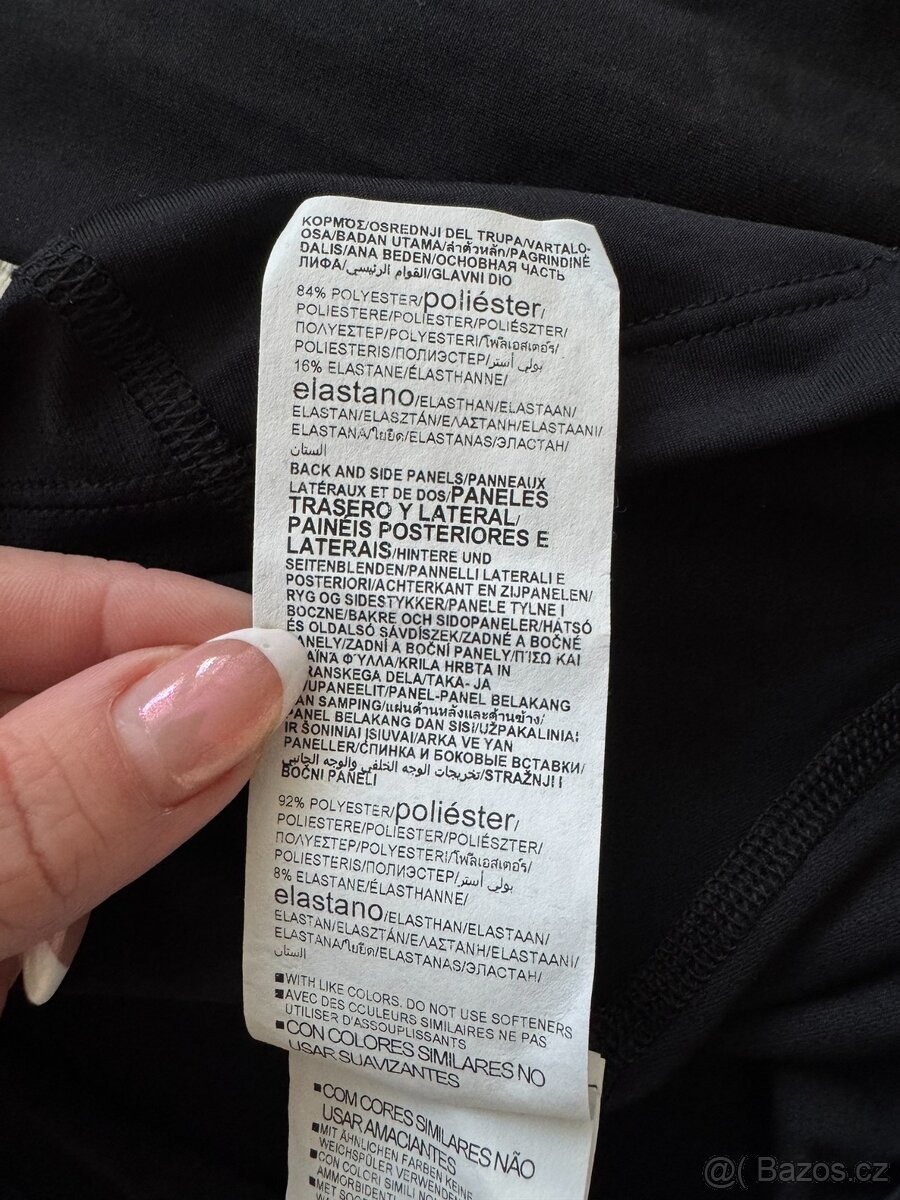 ΚΟΡΜΌΣ/OSREDNJI DEL TRUPA/VARTALO-
OSA/BADAN UTAMA/ลำตัวหลัก/PAGRINDINĖ
DALIS/ANA BEDEN/ОСНОВНАЯ ЧАСТЬ
ЛИФА/القوام الرئيسي/GLAVNI DIO
84% POLYESTER/poliéster/
POLIESTERE/POLIESTER/POLIÉSZTER/
ΠΟΛΥΕΣΤΕΡ/POLYESTERI/โพลีเอสเตอร์/
POLIESTERIS/ПОЛИЭСТЕР/بولي أستر/
16% ELASTANE/ÉLASTHANNE/
elastano/ELASTHAN/ELASTAAN/
ELASTAN/ELASZTÁN/ΕΛΑΣΤΑΝΗ/ELASTAANI/
ELASTANA/ใยยืด/ELASTANAS/ЭЛАСТАН/
الستان
BACK AND SIDE PANELS/PANNEAUX
LATÉRAUX ET DE DOS/PANELES
TRASERO Y LATERAL/
PAINÉIS POSTERIORES E
LATERAIS/HINTERE UND
SEITENBLENDEN/PANNELLI LATERALI E
POSTERIORI/ACHTERKANT EN ZIJPANELEN/
RYG OG SIDESTYKKER/PANELE TYLNE I
BOCZNE/BAKRE OCH SIDOPANELER/HÁTSÓ
ÉS OLDALSÓ SÁVDÍSZEK/ZADNÉ A BOČNÉ
PANELY/ZADNÍ A BOČNÍ PANELY/ΠΊΣΩ ΚΑΙ
ΦΎΛΛΑ/KRILA HRBTA IN
DELA/TAKA- JA
PANEL-PANEL BELAKANG
SAMPING/แผ่นด้านหลังและด้านข้าง/
PANEL BELAKANG DAN SISI/UŽPAKALINIAI
IR ŠONINIAI ĮSIUVAI/ARKA VE YAN
PANELLER/СПИНКА И БОКОВЫЕ ВСТАВКИ/
تخريجات الوجه الخلفي والوجه الجانبي/STRAŽNJI I
BOČNI PANELI
92% POLYESTER/poliéster/
POLIESTERE/POLIESTER/POLIÉSZTER/
ΠΟΛΥΕΣΤΕΡ/POLYESTERI/โพลีเอสเตอร์/
POLIESTERIS/ПОЛИЭСТЕР/بولي أستر/
8% ELASTANE/ÉLASTHANNE/
elastano/ELASTHAN/ELASTAAN/
ELASTAN/ELASZTÁN/ΕΛΑΣΤΑΝΗ/ELASTAANI/
ELASTANA/ใยยืด/ELASTANAS/ЭЛАСТАН/
الستان
WITH LIKE COLORS. DO NOT USE SOFTENERS
AVEC DES COULEURS SIMILAIRES NE PAS
UTILISER D'ASSOUPLISSANTS
CON COLORES SIMILARES NO
USAR SUAVIZANTES
COM CORES SIMILARES NÃO
USAR AMACIANTES
MIT ÄHNLICHEN FARBEN KEINE
WEICHSPÜLER VERWENDEN
CON COLORI SIMILI NON
AMMORBIDENTI
@( Bazos.cz